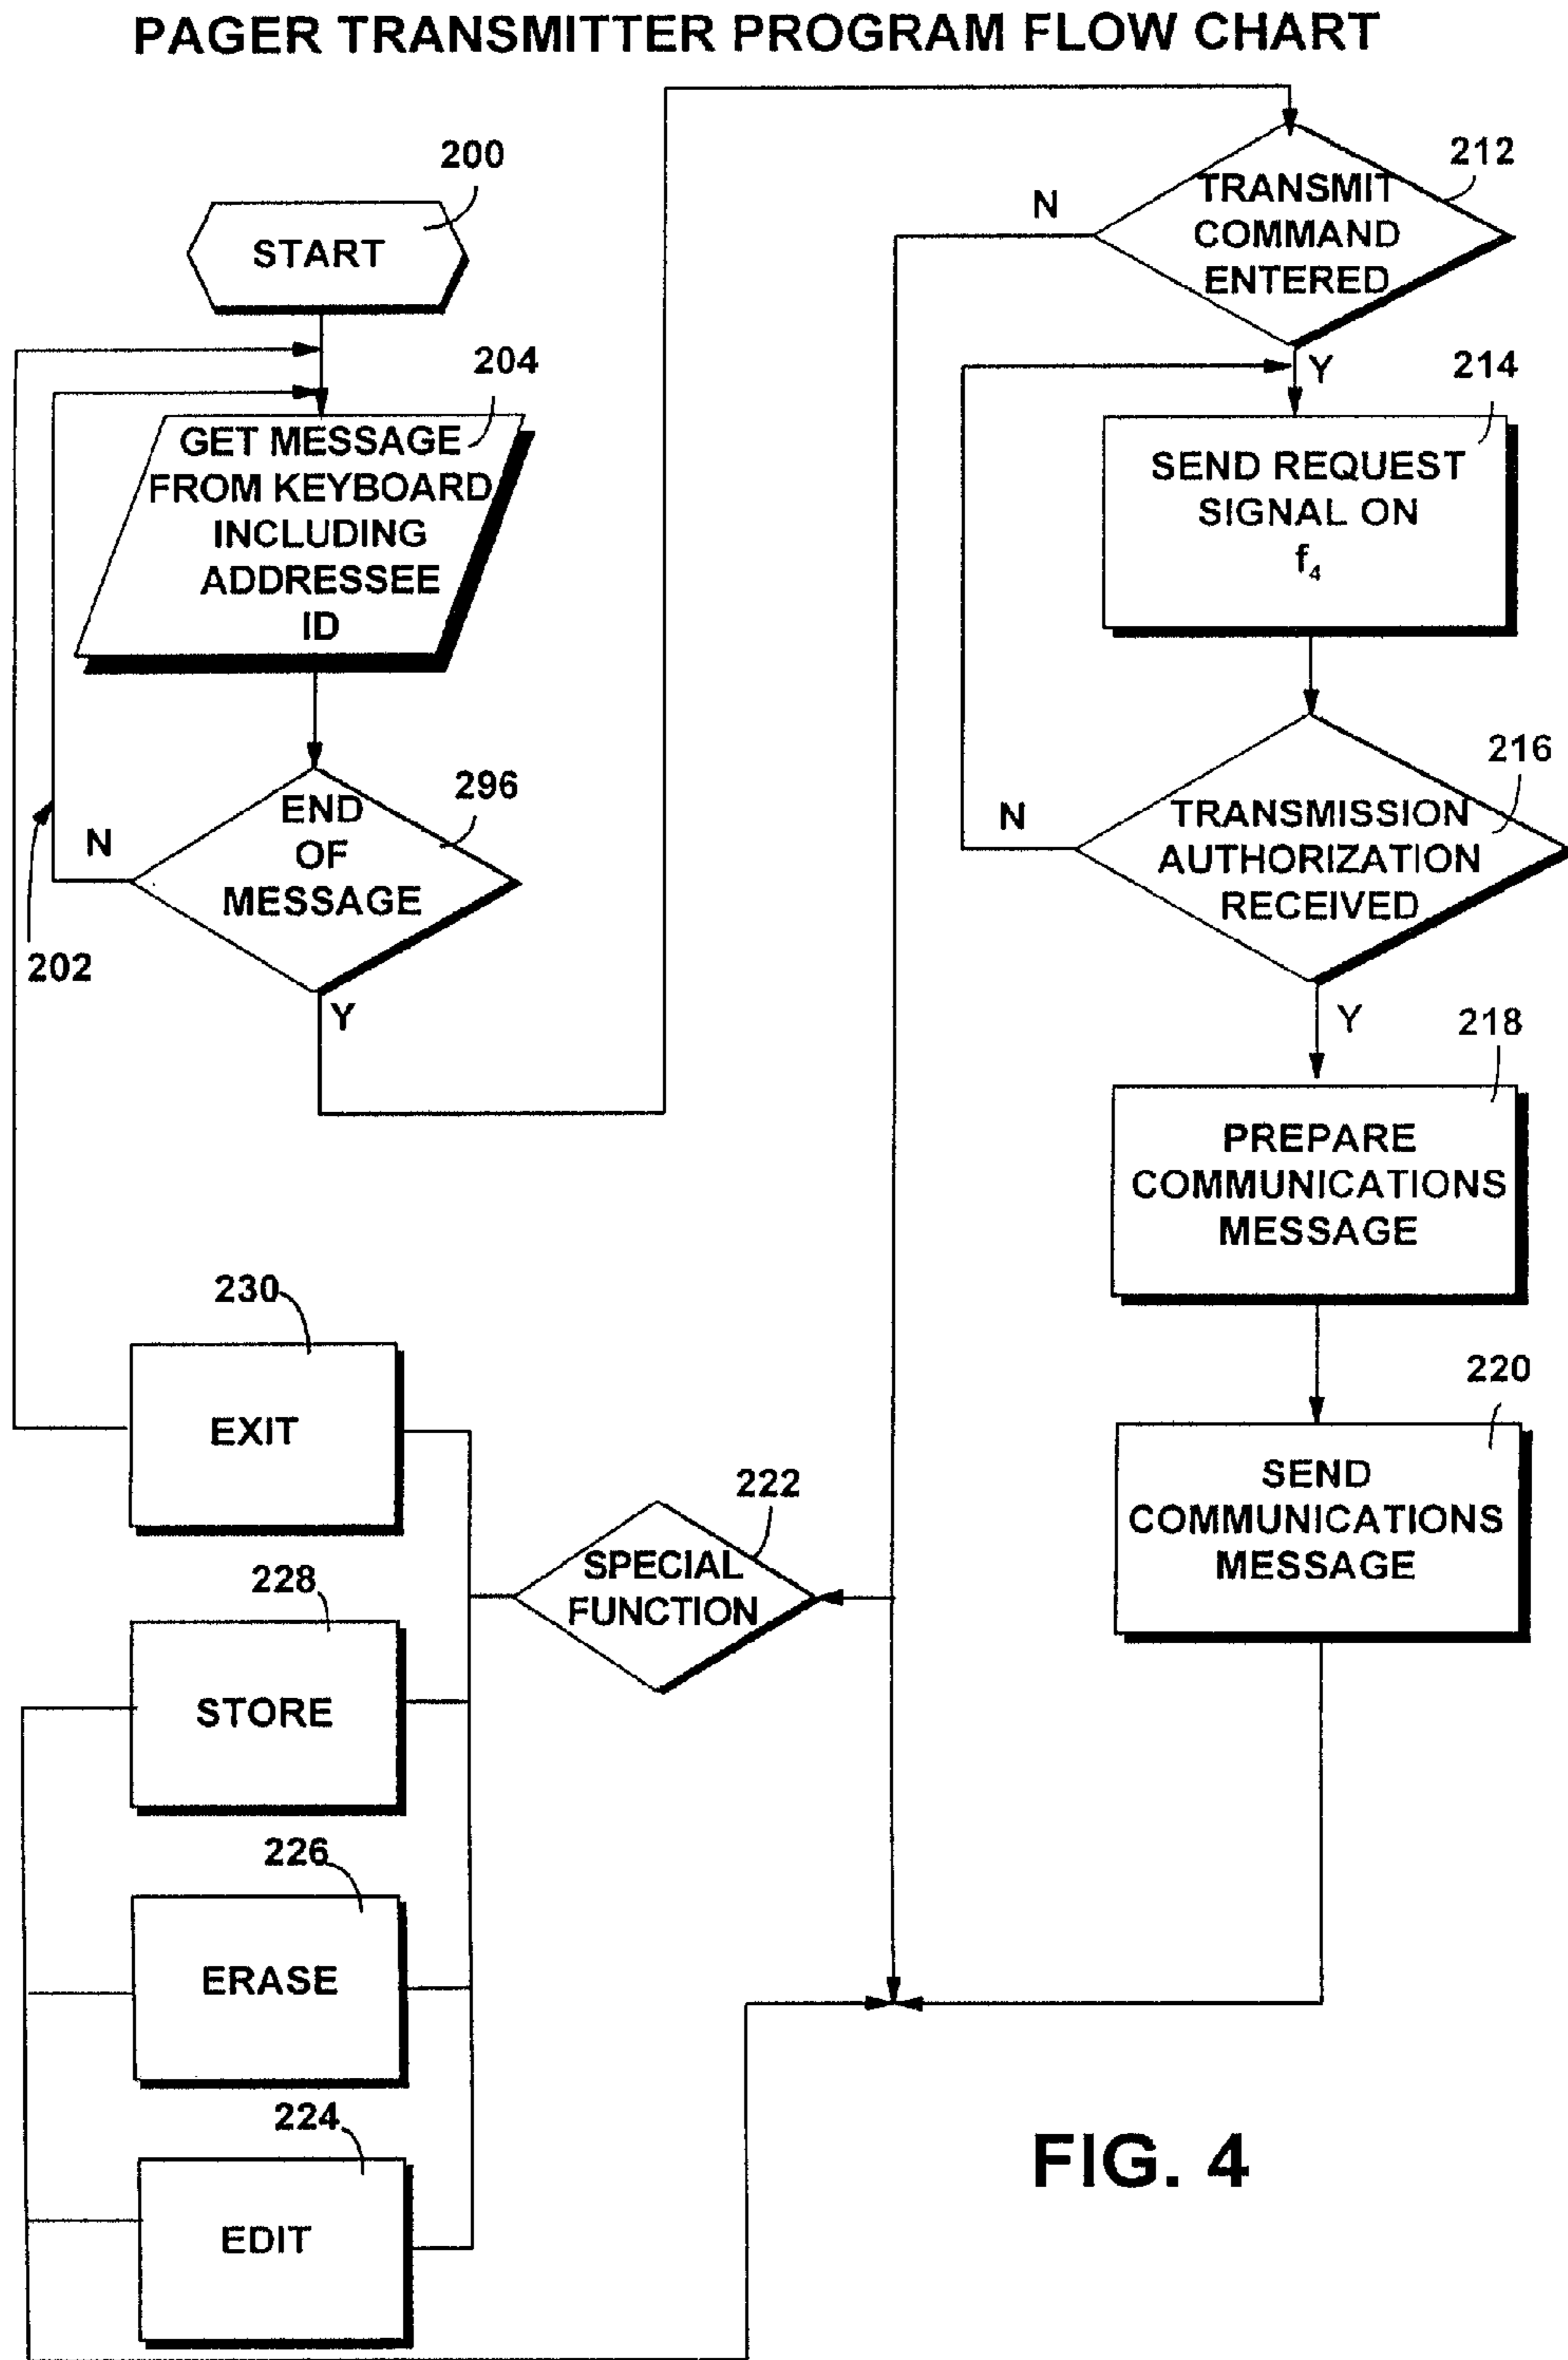 PAGER TRANSMITTER PROGRAM FLOW CHART
200
START
204
GET MESSAGE
FROM KEYBOARD
INCLUDING
ADDRESSEE
ID
296
END
OF
MESSAGE
N
202
Y
212
TRANSMIT
COMMAND
ENTERED
N
Y
214
SEND REQUEST
SIGNAL ON
f4
216
TRANSMISSION
AUTHORIZATION
RECEIVED
N
Y
218
PREPARE
COMMUNICATIONS
MESSAGE
220
SEND
COMMUNICATIONS
MESSAGE
222
SPECIAL
FUNCTION
230
EXIT
228
STORE
226
ERASE
224
EDIT
FIG. 4